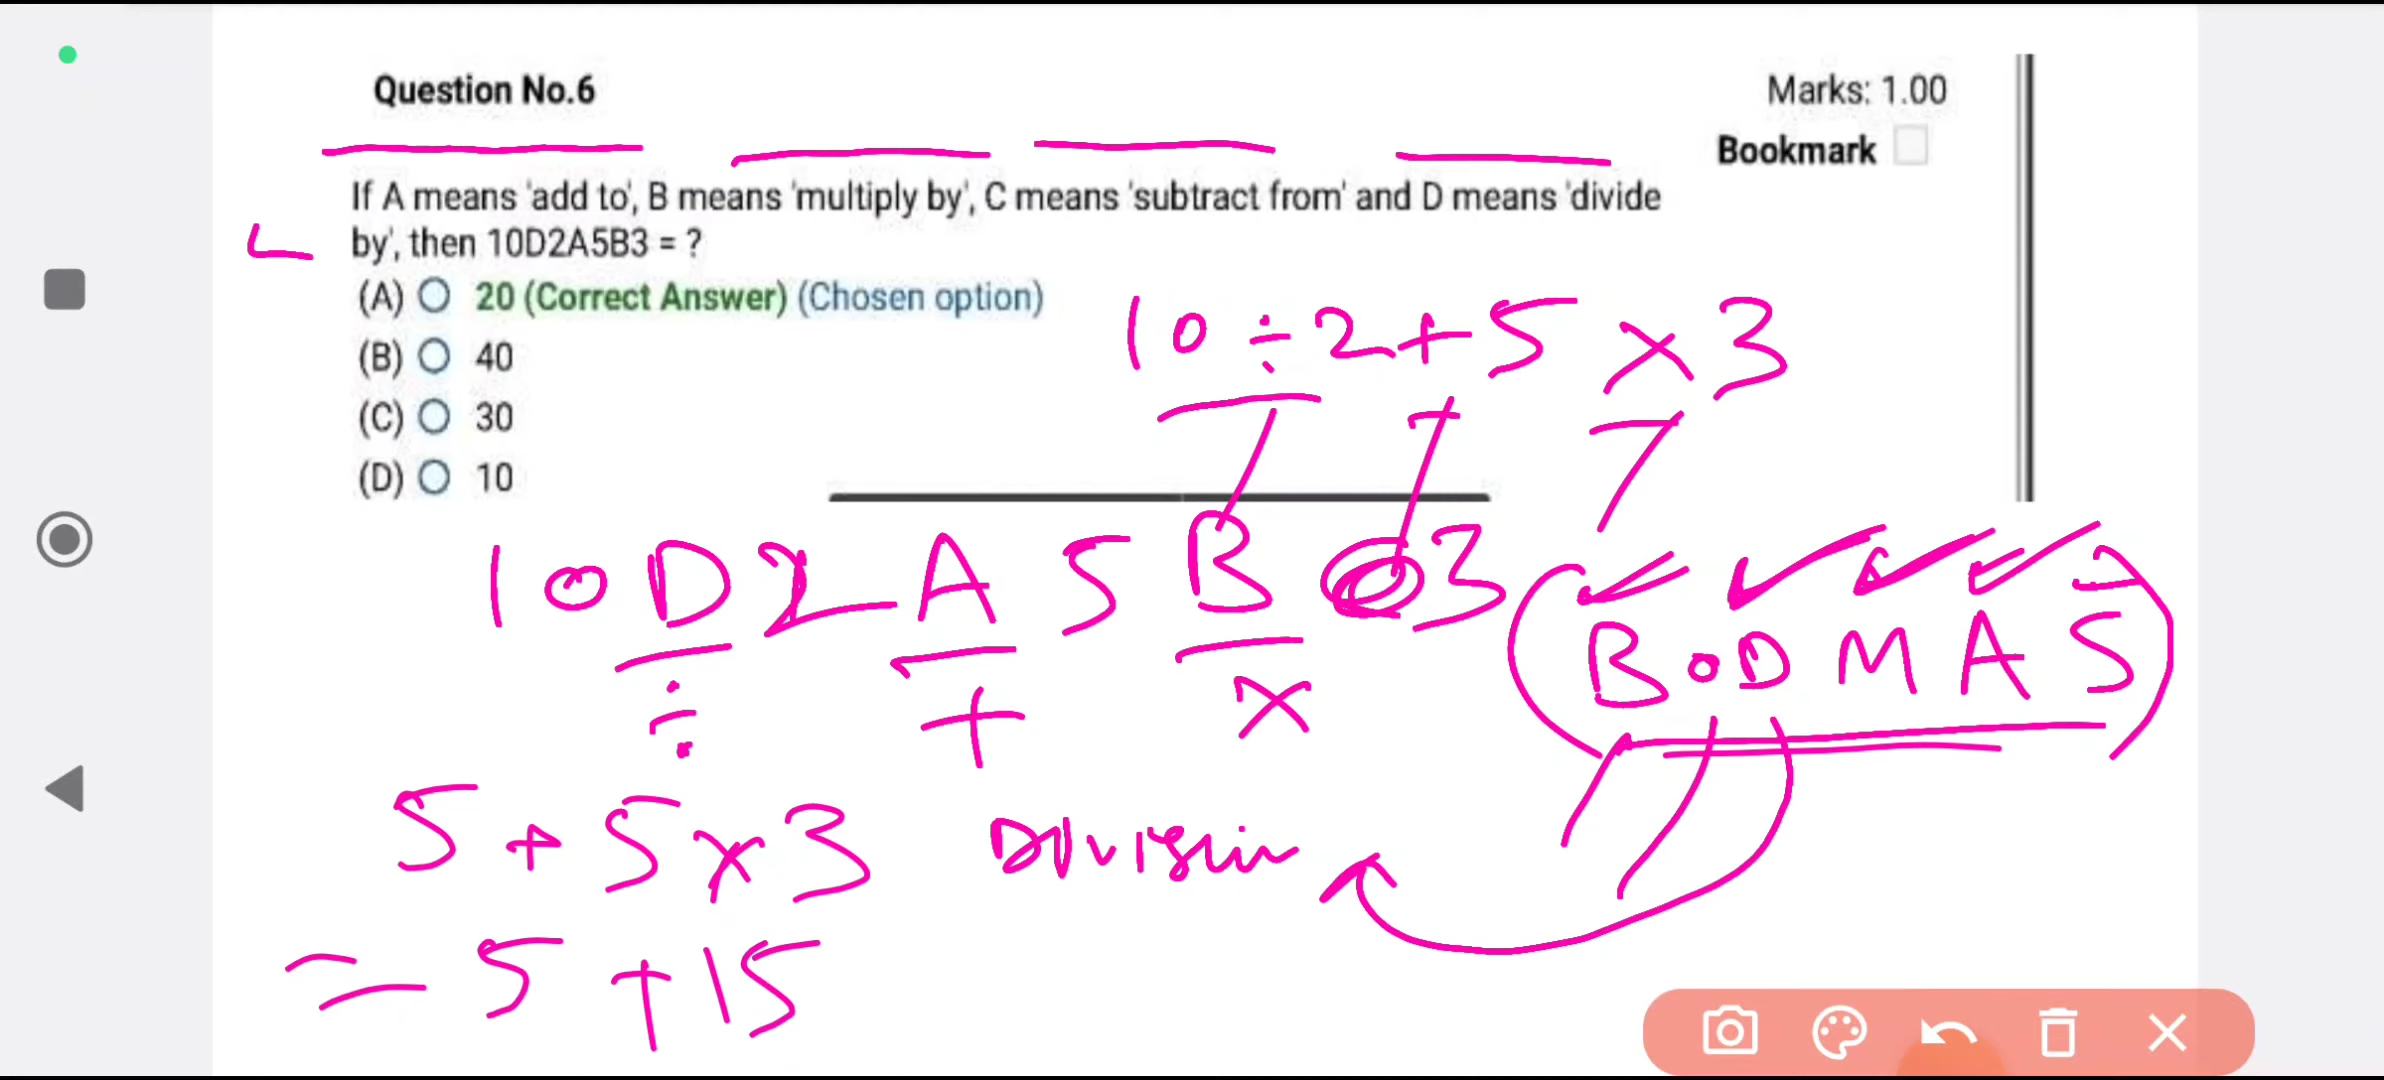 Question No.6
Marks: 1.00
Bookmark
If A means 'add to', B means 'multiply by', C means 'subtract from' and D means 'divide
by', then 10D2A5B3 = ?
(A) 20 (Correct Answer) (Chosen option)
(B) 40
(C) 30
(D) 10
10 ÷ 2 + 5 × 3
10D2A5B3
÷ + ×
BODMAS
5 + 5 × 3
Division
= 5 + 15